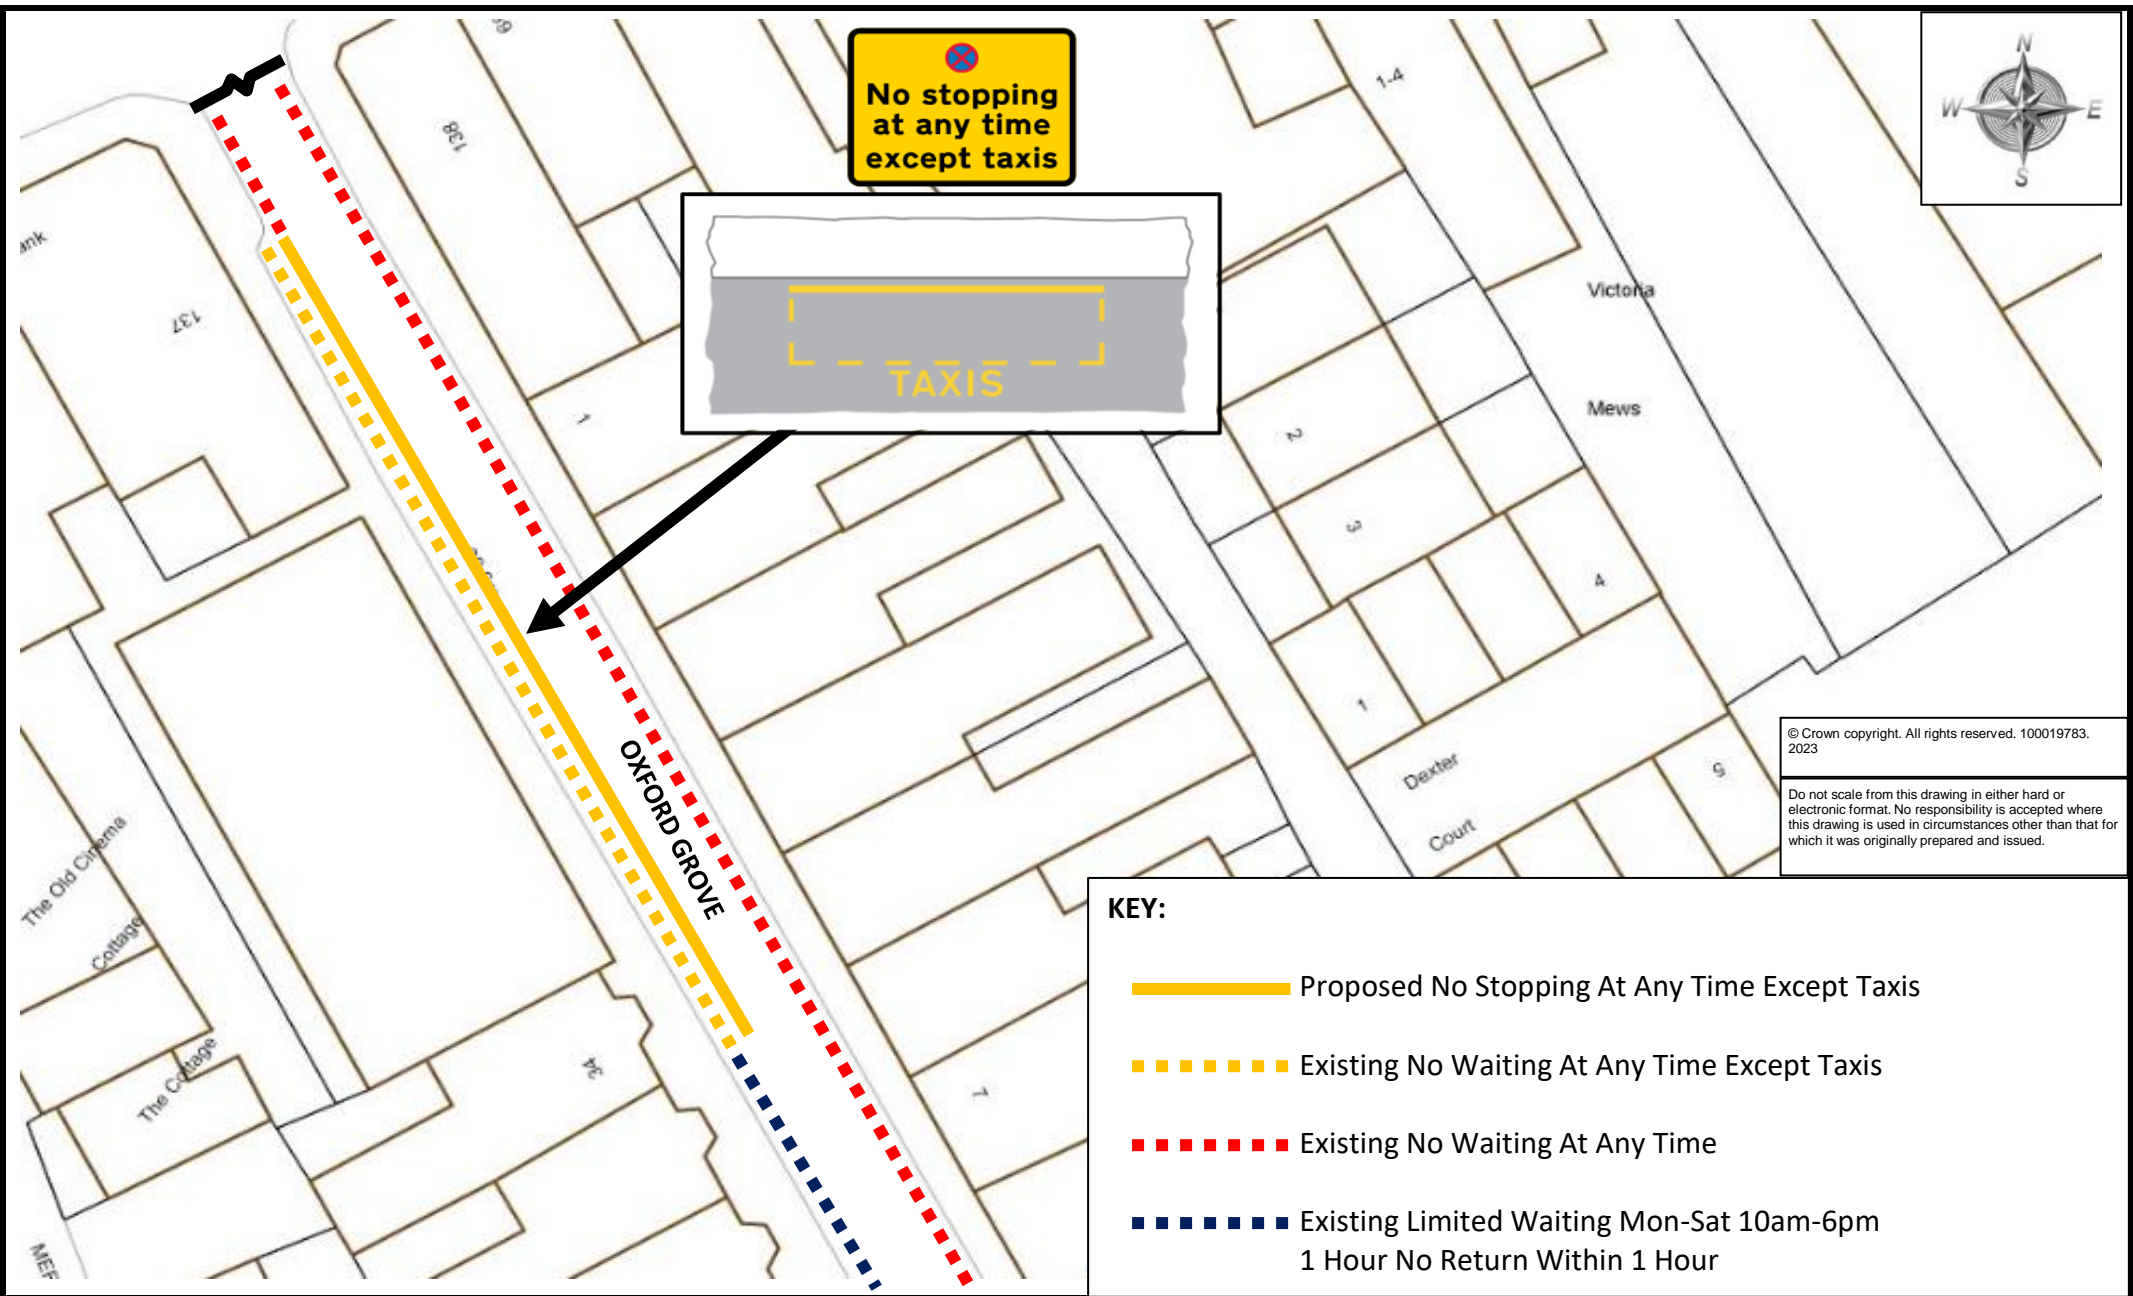 No stopping
at any time
except taxis
N
W
E
S
TAXIS
69
138
1-4
ank
137
1
Victoria
Mews
2
3
4
1
5
Dexter
Court
OXFORD GROVE
The Old Cinema
Cottage
The Cottage
34
7
MER
© Crown copyright. All rights reserved. 100019783.
2023
Do not scale from this drawing in either hard or
electronic format. No responsibility is accepted where
this drawing is used in circumstances other than that for
which it was originally prepared and issued.
KEY:
Proposed No Stopping At Any Time Except Taxis
Existing No Waiting At Any Time Except Taxis
Existing No Waiting At Any Time
Existing Limited Waiting Mon-Sat 10am-6pm
1 Hour No Return Within 1 Hour